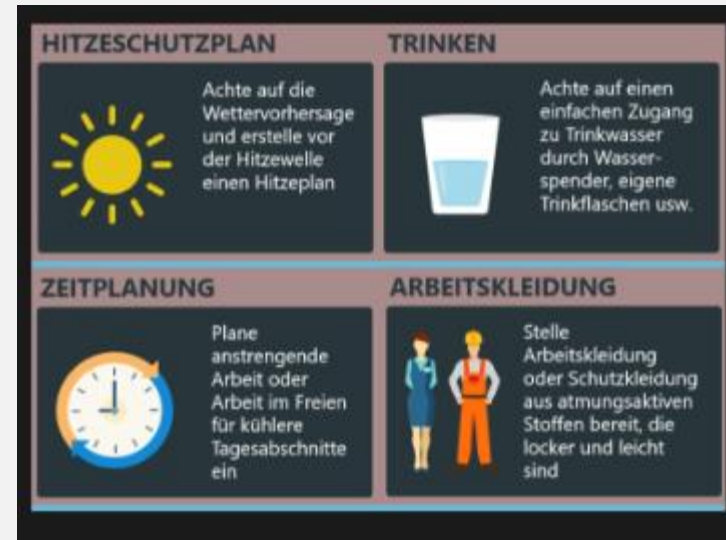 HITZESCHUTZPLAN
Achte auf die
Wettervorhersage
und erstelle vor
der Hitzewelle
einen Hitzeplan
TRINKEN
Achte auf einen
einfachen Zugang
zu Trinkwasser
durch Wasser-
spender, eigene
Trinkflaschen usw.
ZEITPLANUNG
Plane
anstrengende
Arbeit oder
Arbeit im Freien
für kühlere
Tagesabschnitte
ein
ARBEITSKLEIDUNG
Stelle
Arbeitskleidung
oder Schutzkleidung
aus atmungsaktiven
Stoffen bereit, die
locker und leicht
sind